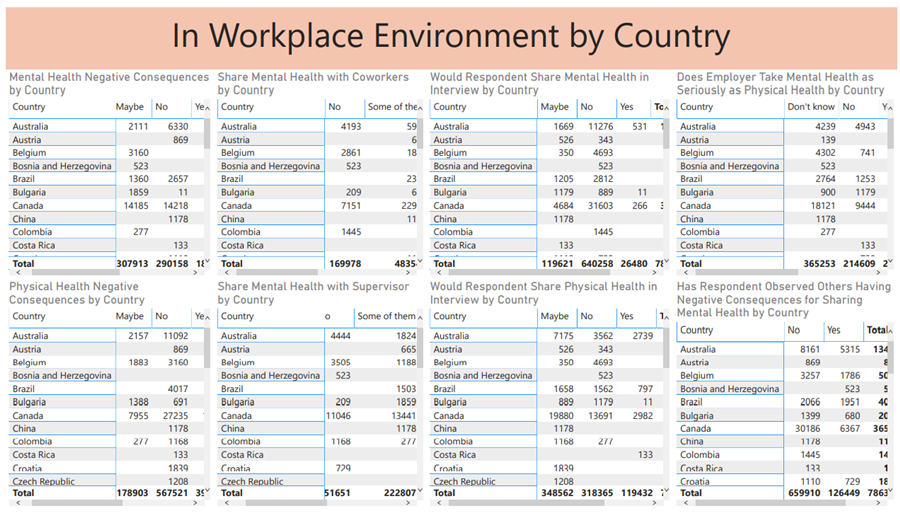 In Workplace Environment by Country
Mental Health Negative Consequences
by Country
Country Maybe No Ye
Australia 2111 6330
Austria 869
Belgium 3160
Bosnia and Herzegovina 523
Brazil 1360 2657
Bulgaria 1859 11
Canada 14185 14218
China 1178
Colombia 277
Costa Rica 133
Total 307913 290158 18
Share Mental Health with Coworkers
by Country
Country No Some of the
Australia 4193 59
Austria 6
Belgium 2861 18
Bosnia and Herzegovina 523
Brazil 23
Bulgaria 209 6
Canada 7151 229
China 11
Colombia 1445
Costa Rica
Total 169978 4835
Would Respondent Share Mental Health in
Interview by Country
Country Maybe No Yes To
Australia 1669 11276 531 1
Austria 526 343
Belgium 350 4693
Bosnia and Herzegovina 523
Brazil 1205 2812
Bulgaria 1179 889 11
Canada 4684 31603 266 3
China 1178
Colombia 1445
Costa Rica 133
Total 119621 640258 26480 78
Does Employer Take Mental Health as
Seriously as Physical Health by Country
Country Don't know No Y
Australia 4239 4943
Austria 139
Belgium 4302 741
Bosnia and Herzegovina 523
Brazil 2764 1253
Bulgaria 900 1179
Canada 18121 9444
China 1178
Colombia 277
Costa Rica 133
Total 365253 214609 2
Physical Health Negative
Consequences by Country
Country Maybe No Yes
Australia 2157 11092
Austria 869
Belgium 1883 3160
Bosnia and Herzegovina
Brazil 4017
Bulgaria 1388 691
Canada 7955 27235
China 1178
Colombia 277 1168
Costa Rica 133
Croatia 1839
Czech Republic 1208
Total 178903 567521 39
Share Mental Health with Supervisor
by Country
Country o Some of them
Australia 4444 1824
Austria 665
Belgium 3505 1188
Bosnia and Herzegovina 523
Brazil 1503
Bulgaria 209 1859
Canada 11046 13441
China 1178
Colombia 1168 277
Costa Rica
Croatia 729
Czech Republic
Total 51651 222807
Would Respondent Share Physical Health in
Interview by Country
Country Maybe No Yes
Australia 7175 3562 2739
Austria 526 343
Belgium 350 4693
Bosnia and Herzegovina 523
Brazil 1658 1562 797
Bulgaria 889 1179 11
Canada 19880 13691 2982
China 1178
Colombia 1168 277
Costa Rica 133
Croatia 1839
Czech Republic 1208
Total 348562 318365 119432
Has Respondent Observed Others Having
Negative Consequences for Sharing
Mental Health by Country
Country No Yes Total
Australia 8161 5315 134
Austria 869 8
Belgium 3257 1786 50
Bosnia and Herzegovina 523 5
Brazil 2066 1951 40
Bulgaria 1399 680 20
Canada 30186 6367 365
China 1178 11
Colombia 1445 14
Costa Rica 133 1
Croatia 1110 729 18
Total 659910 126449 7863